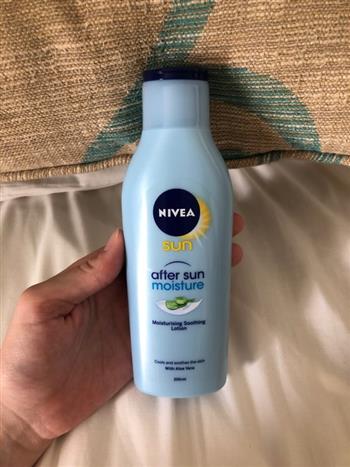 NIVEA
sun
after sun
moisture
Moisturising Soothing
Lotion
Cools and soothes the skin
With Aloe Vera
200ml